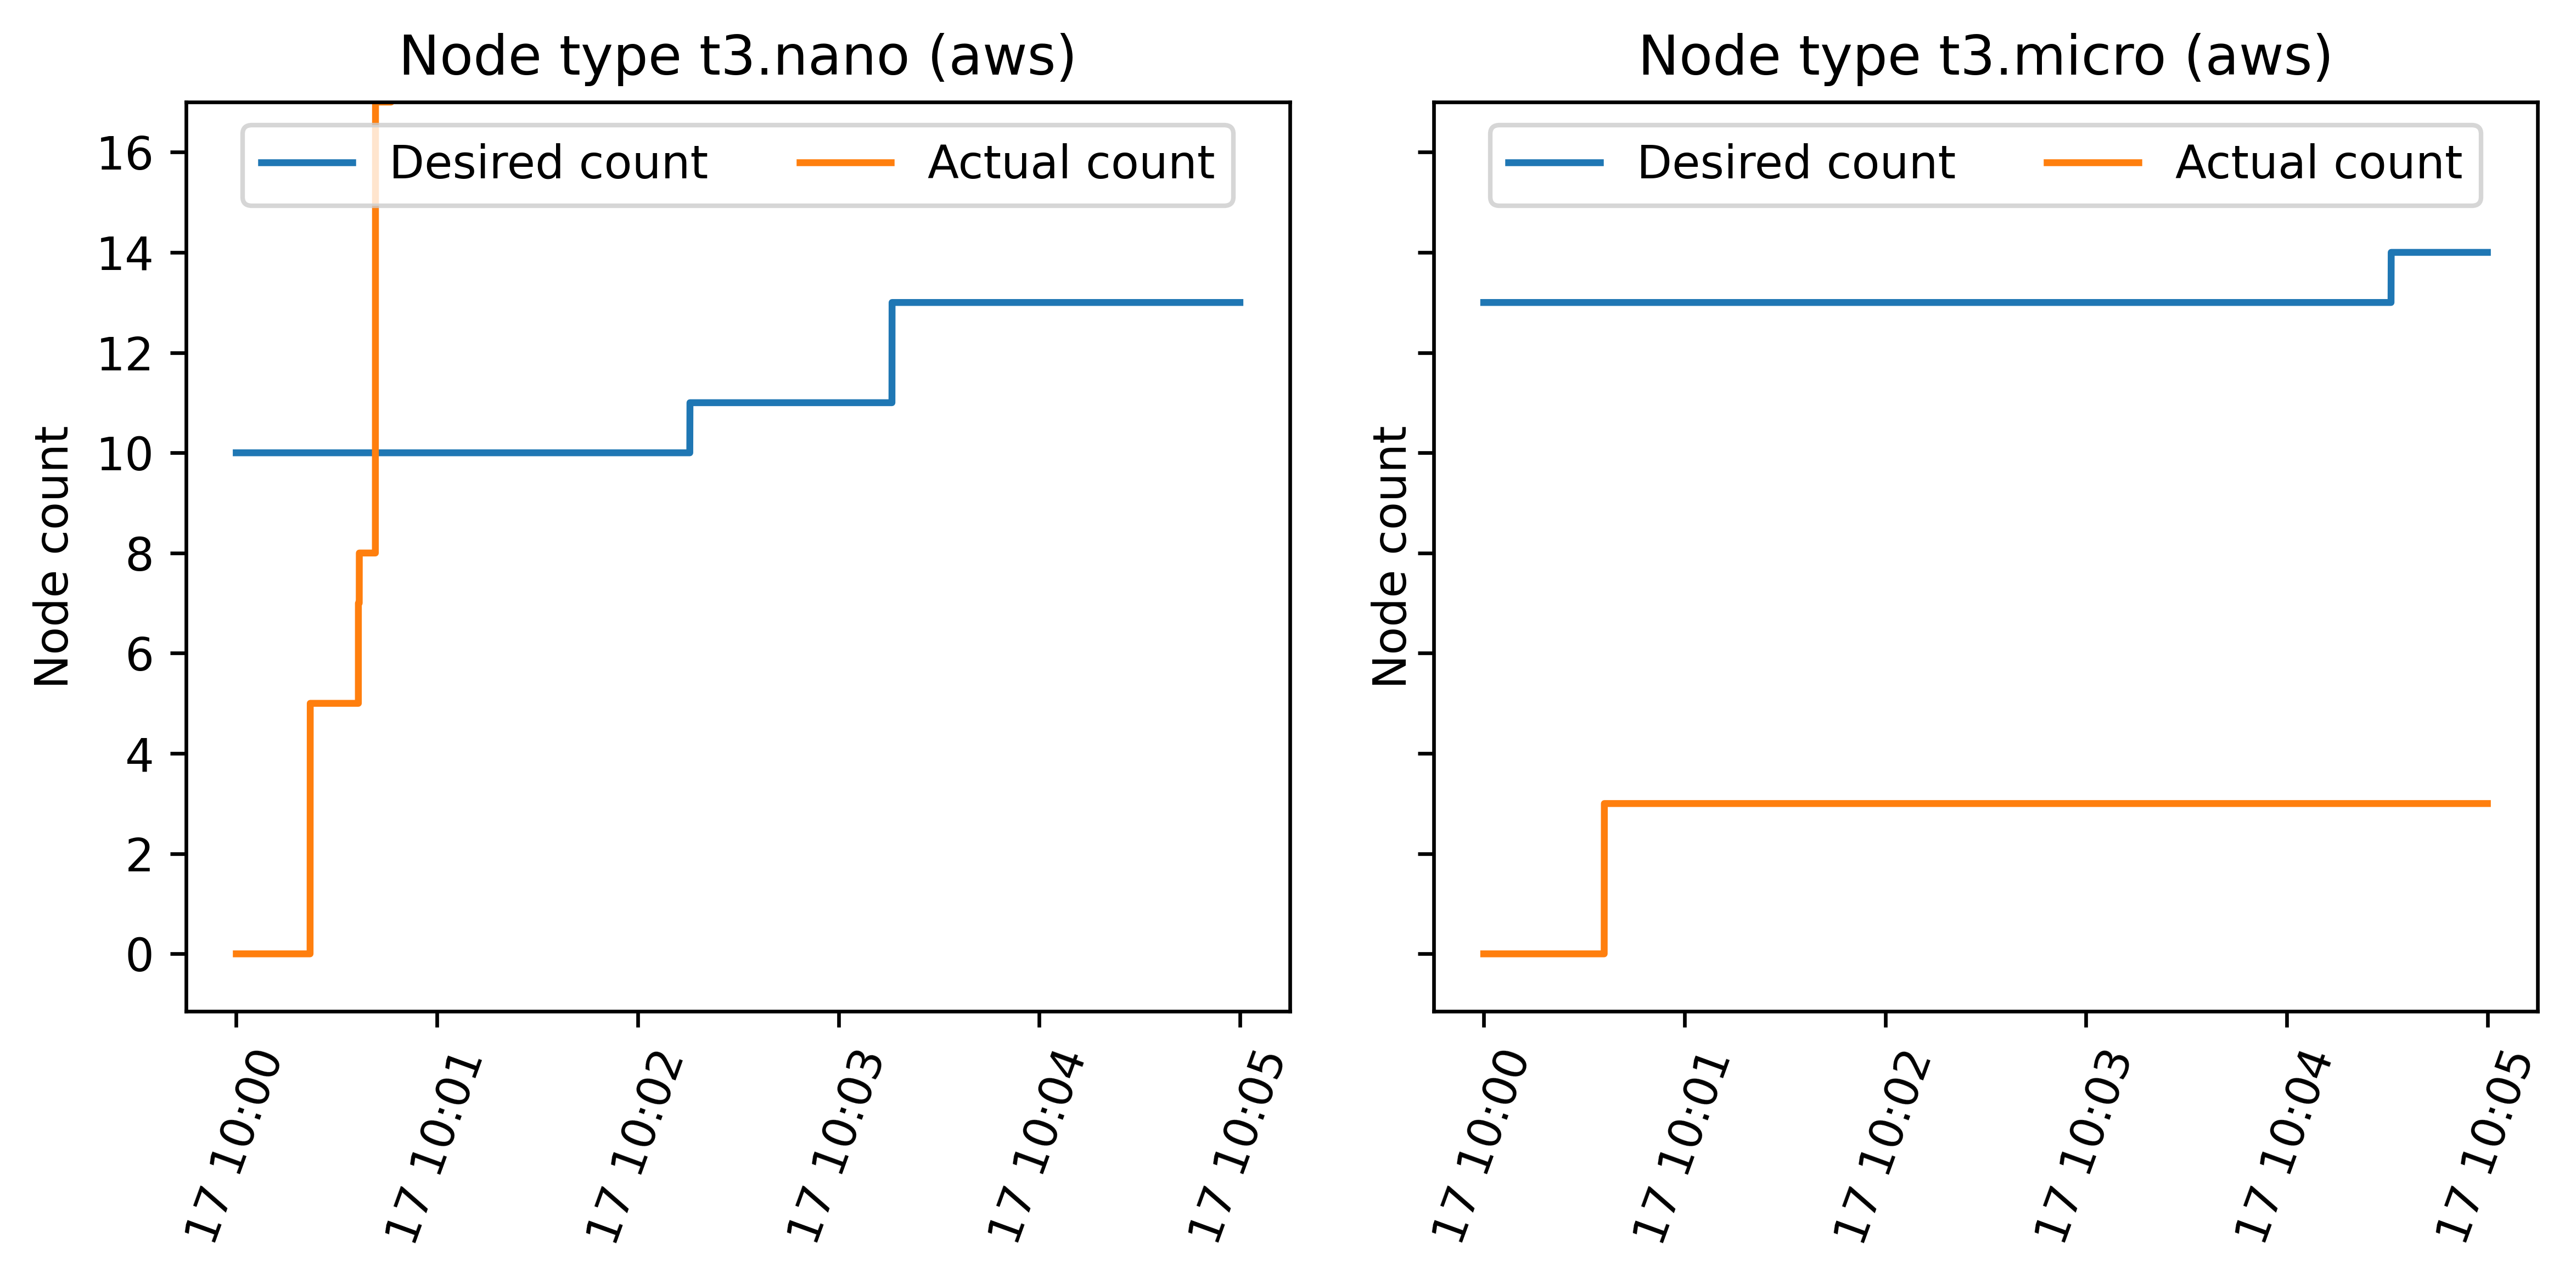 Node type t3.nano (aws)
Desired count
Actual count
Node count
16
14
12
10
8
6
4
2
0
17 10:00
17 10:01
17 10:02
17 10:03
17 10:04
17 10:05
Node type t3.micro (aws)
Desired count
Actual count
Node count
17 10:00
17 10:01
17 10:02
17 10:03
17 10:04
17 10:05